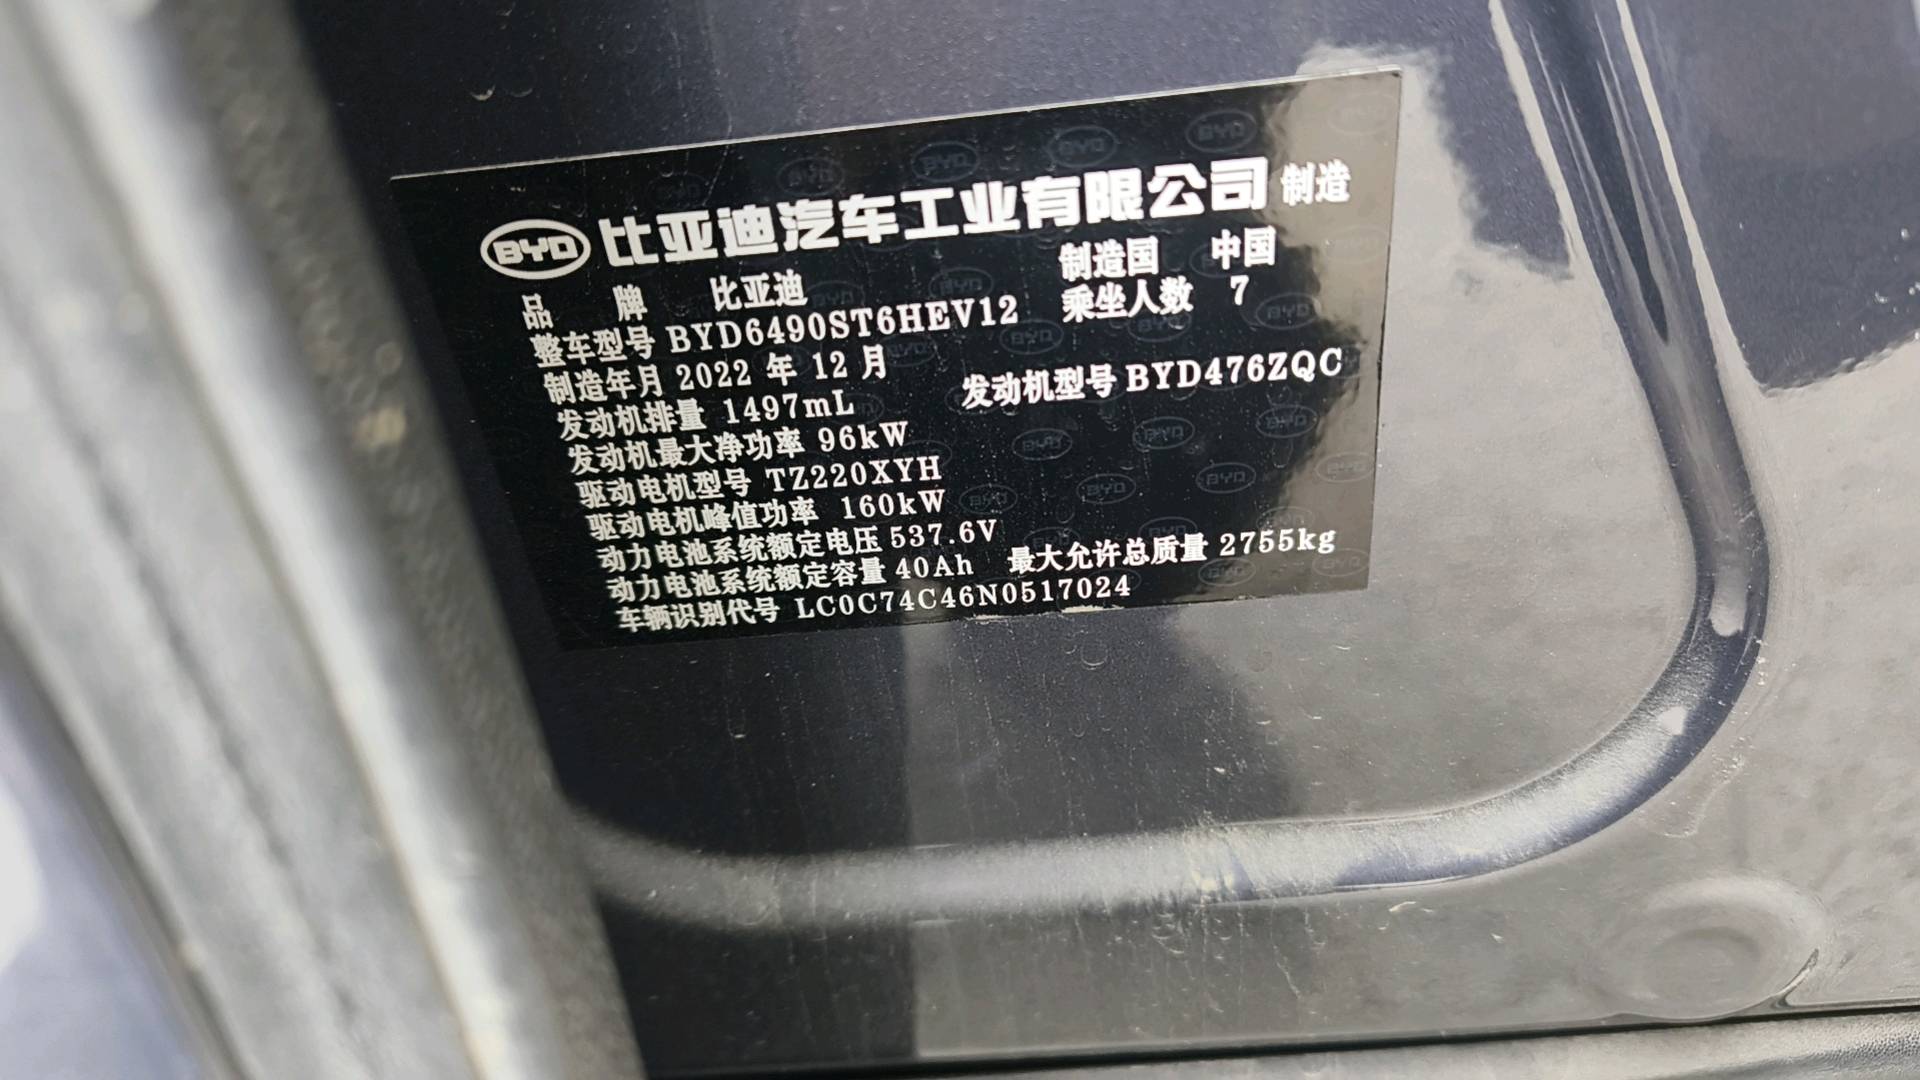 BYD 比亚迪汽车工业有限公司 制造
品 牌 比亚迪 制造国 中国
整车型号 BYD6490ST6HEV12 乘坐人数 7
制造年月 2022 年 12 月
发动机排量 1497mL 发动机型号 BYD476ZQC
发动机最大净功率 96kW
驱动电机型号 TZ220XYH
驱动电机峰值功率 160kW
动力电池系统额定电压 537.6V
动力电池系统额定容量 40Ah 最大允许总质量 2755kg
车辆识别代号 LC0C74C46N0517024